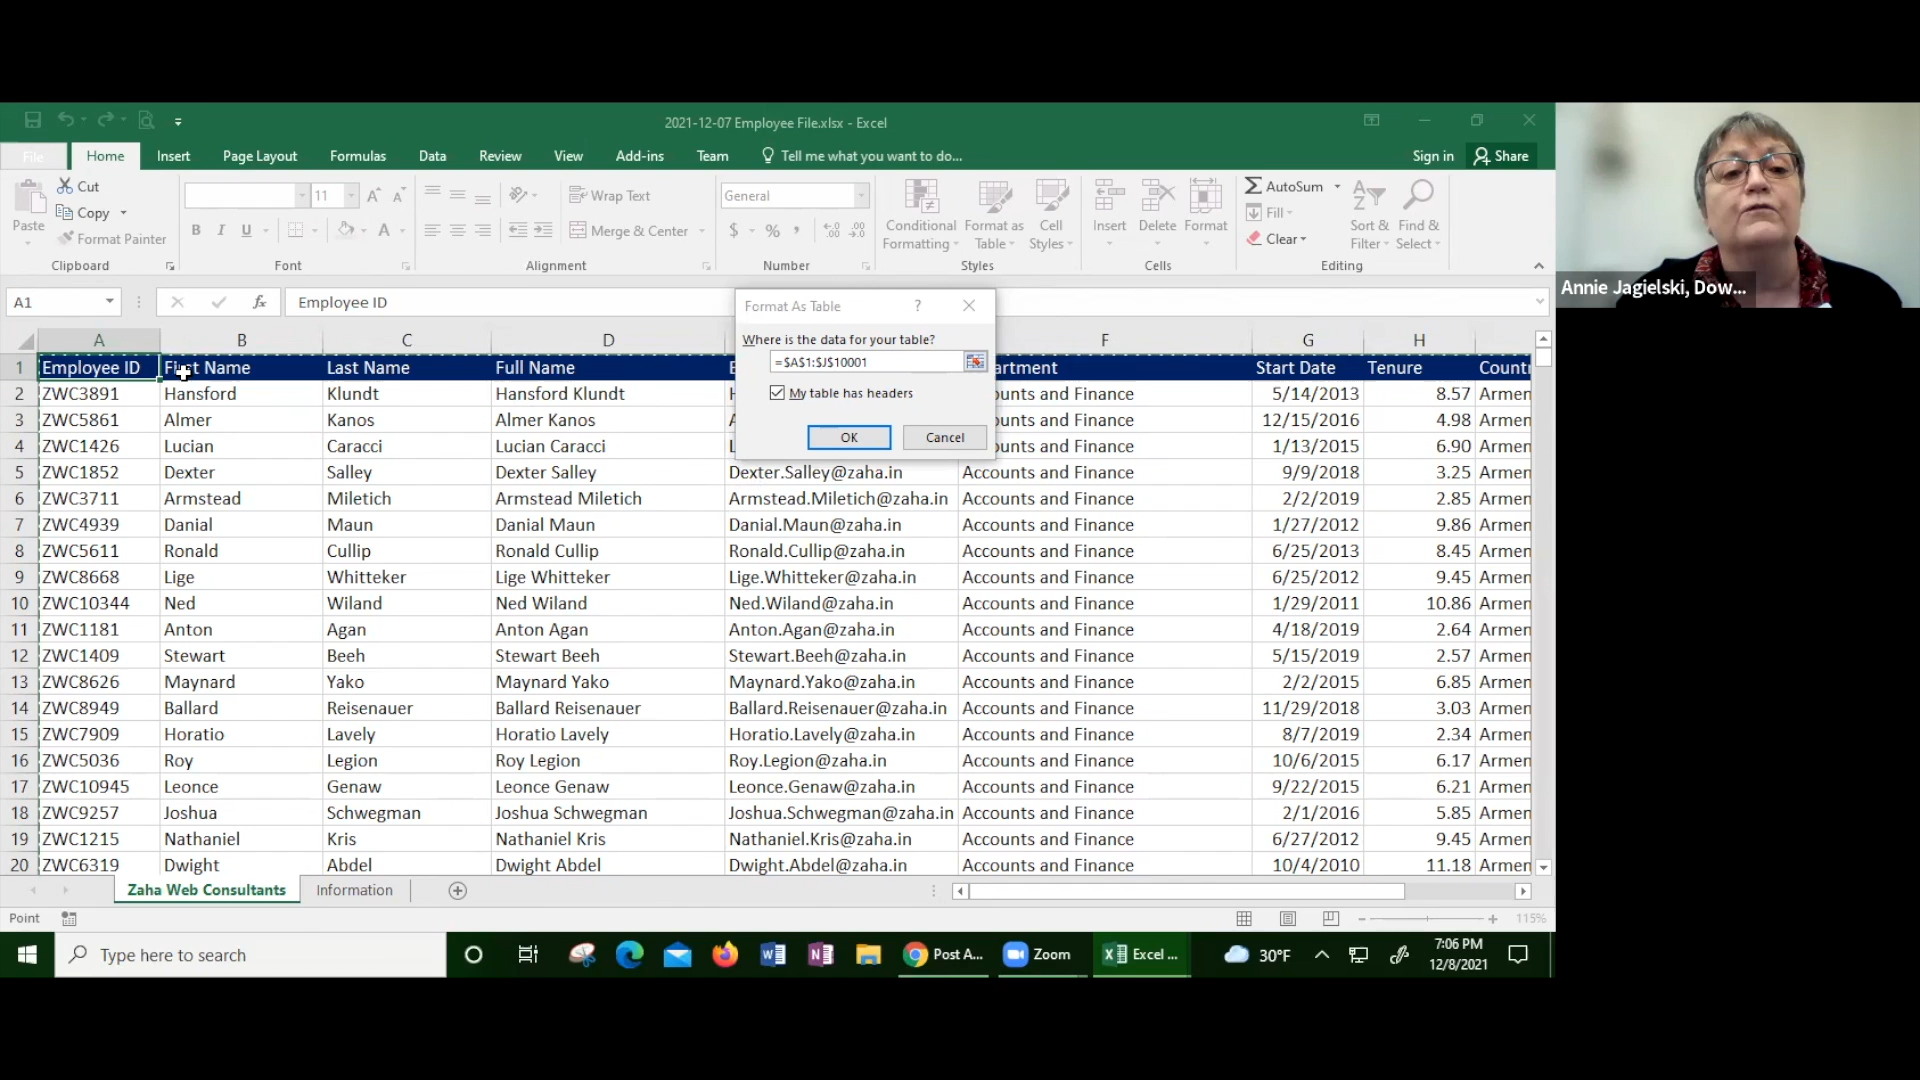 2021-12-07 Employee File.xlsx - Excel
File Home Insert Page Layout Formulas Data Review View Add-ins Team Tell me what you want to do... Sign in Share
Paste Cut Copy Format Painter Clipboard
11 B I U A Font
Wrap Text Merge & Center Alignment
General $ % , Number
Conditional Formatting Format as Table Cell Styles Styles
Insert Delete Format Cells
AutoSum Fill Clear Sort & Filter Find & Select Editing
Annie Jagielski, Dow...
A1 fx Employee ID
Format As Table ?
Where is the data for your table?
=$A$1:$J$10001
My table has headers
OK Cancel
A B C D F G H
1 Employee ID First Name Last Name Full Name E artment Start Date Tenure Countr
2 ZWC3891 Hansford Klundt Hansford Klundt H unts and Finance 5/14/2013 8.57 Armen
3 ZWC5861 Almer Kanos Almer Kanos A unts and Finance 12/15/2016 4.98 Armen
4 ZWC1426 Lucian Caracci Lucian Caracci L unts and Finance 1/13/2015 6.90 Armen
5 ZWC1852 Dexter Salley Dexter Salley Dexter.Salley@zaha.in Accounts and Finance 9/9/2018 3.25 Armen
6 ZWC3711 Armstead Miletich Armstead Miletich Armstead.Miletich@zaha.in Accounts and Finance 2/2/2019 2.85 Armen
7 ZWC4939 Danial Maun Danial Maun Danial.Maun@zaha.in Accounts and Finance 1/27/2012 9.86 Armen
8 ZWC5611 Ronald Cullip Ronald Cullip Ronald.Cullip@zaha.in Accounts and Finance 6/25/2013 8.45 Armen
9 ZWC8668 Lige Whitteker Lige Whitteker Lige.Whitteker@zaha.in Accounts and Finance 6/25/2012 9.45 Armen
10 ZWC10344 Ned Wiland Ned Wiland Ned.Wiland@zaha.in Accounts and Finance 1/29/2011 10.86 Armen
11 ZWC1181 Anton Agan Anton Agan Anton.Agan@zaha.in Accounts and Finance 4/18/2019 2.64 Armen
12 ZWC1409 Stewart Beeh Stewart Beeh Stewart.Beeh@zaha.in Accounts and Finance 5/15/2019 2.57 Armen
13 ZWC8626 Maynard Yako Maynard Yako Maynard.Yako@zaha.in Accounts and Finance 2/2/2015 6.85 Armen
14 ZWC8949 Ballard Reisenauer Ballard Reisenauer Ballard.Reisenauer@zaha.in Accounts and Finance 11/29/2018 3.03 Armen
15 ZWC7909 Horatio Lavely Horatio Lavely Horatio.Lavely@zaha.in Accounts and Finance 8/7/2019 2.34 Armen
16 ZWC5036 Roy Legion Roy Legion Roy.Legion@zaha.in Accounts and Finance 10/6/2015 6.17 Armen
17 ZWC10945 Leonce Genaw Leonce Genaw Leonce.Genaw@zaha.in Accounts and Finance 9/22/2015 6.21 Armen
18 ZWC9257 Joshua Schwegman Joshua Schwegman Joshua.Schwegman@zaha.in Accounts and Finance 2/1/2016 5.85 Armen
19 ZWC1215 Nathaniel Kris Nathaniel Kris Nathaniel.Kris@zaha.in Accounts and Finance 6/27/2012 9.45 Armen
20 ZWC6319 Dwight Abdel Dwight Abdel Dwight.Abdel@zaha.in Accounts and Finance 10/4/2010 11.18 Armen
Zaha Web Consultants Information
Point 115%
Type here to search Post A... Zoom Excel ... 30°F 7:06 PM
12/8/2021